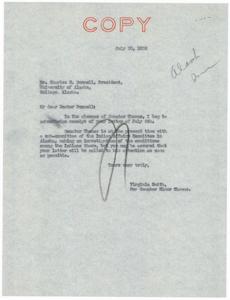 COPY
July 20, 1938
Mr. Charles E. Bunnell, President,
University of Alaska,
College, Alaska.
My dear Doctor Bunnell:
In the absence of Senator Thomas, I beg to
acknowledge receipt of your letter of July 6th.
Senator Thomas is at the present time with
a sub-committee of the Indian Affairs Committee in
Alaska, making an investigation of the conditions
among the Indians there, but you may be assured that
your letter will be called to his attention as soon
as possible.
Yours very truly,
Virginia
For Senator Elmer Thomas.
Alask